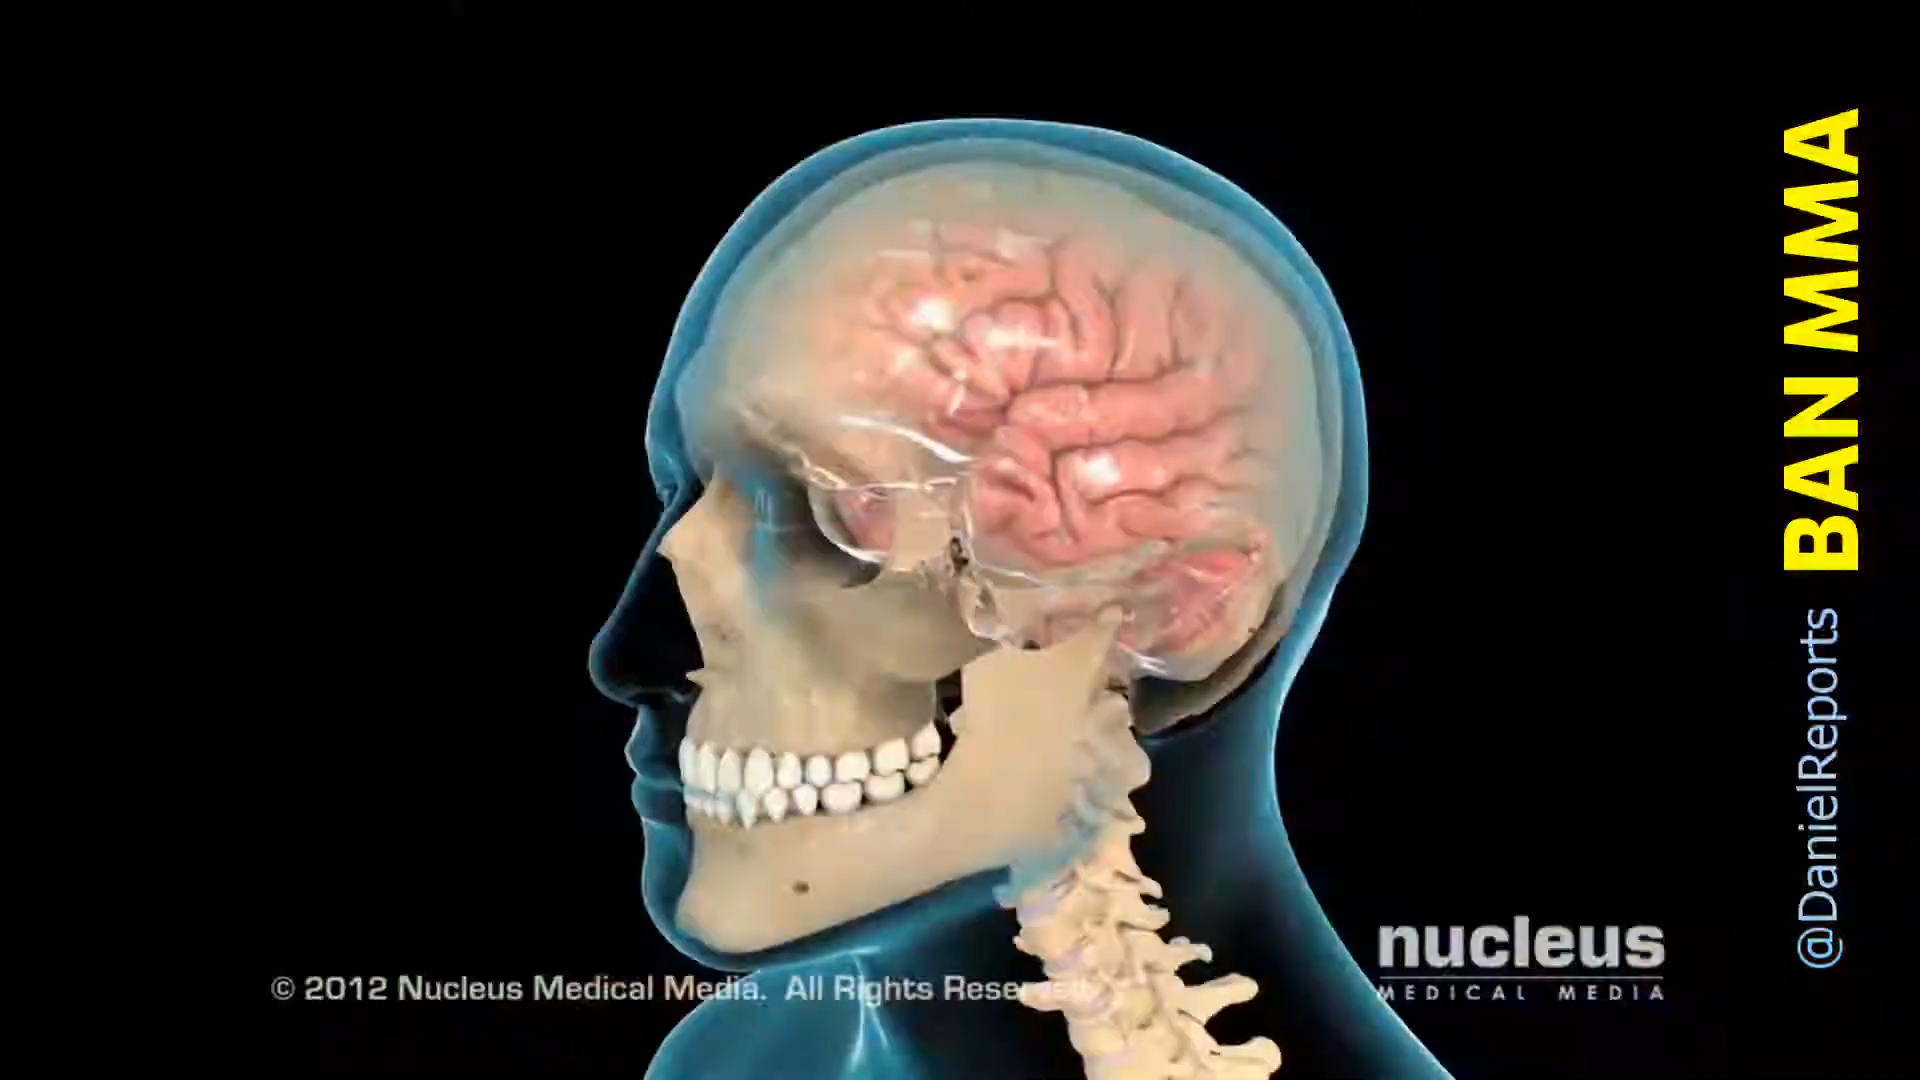 © 2012 Nucleus Medical Media. All Rights
nucleus
MEDICAL MEDIA
@DanielReports BAN MMA